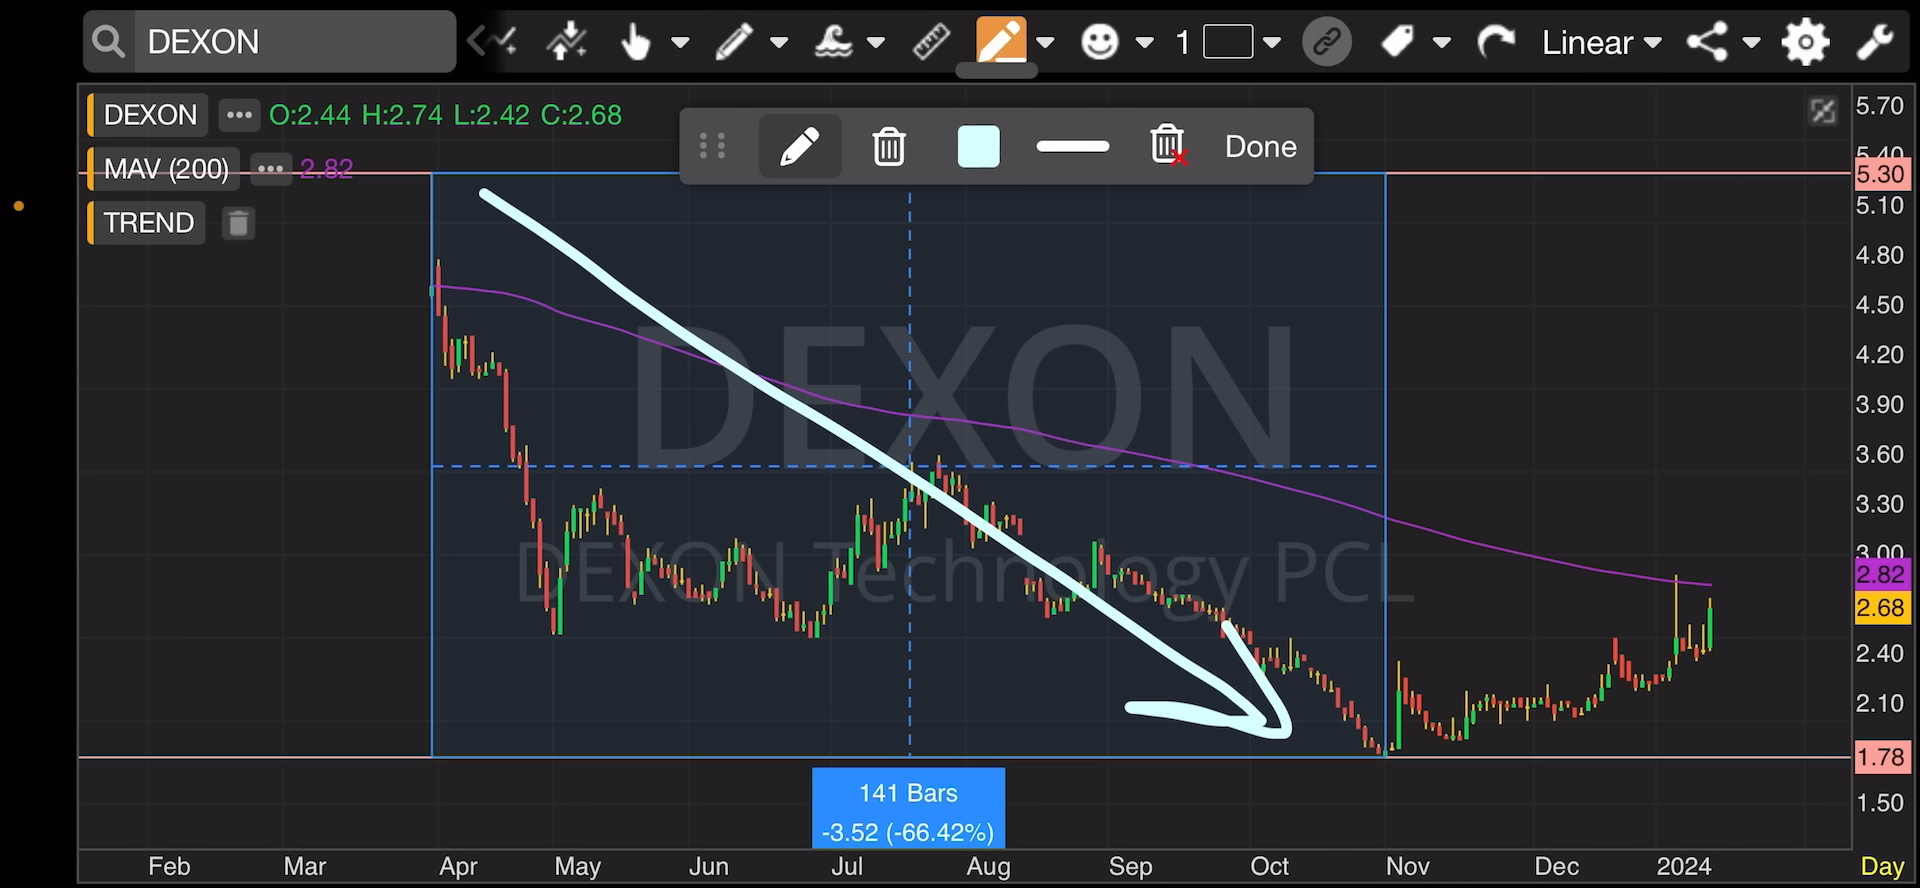 DEXON
1
Linear
DEXON ... O:2.44 H:2.74 L:2.42 C:2.68
MAV (200) ... 2.82
TREND
Done
DEXON
DEXON Technology PCL
141 Bars
-3.52 (-66.42%)
5.70
5.40
5.30
5.10
4.80
4.50
4.20
3.90
3.60
3.30
3.00
2.82
2.68
2.40
2.10
1.78
1.50
Feb Mar Apr May Jun Jul Aug Sep Oct Nov Dec 2024 Day